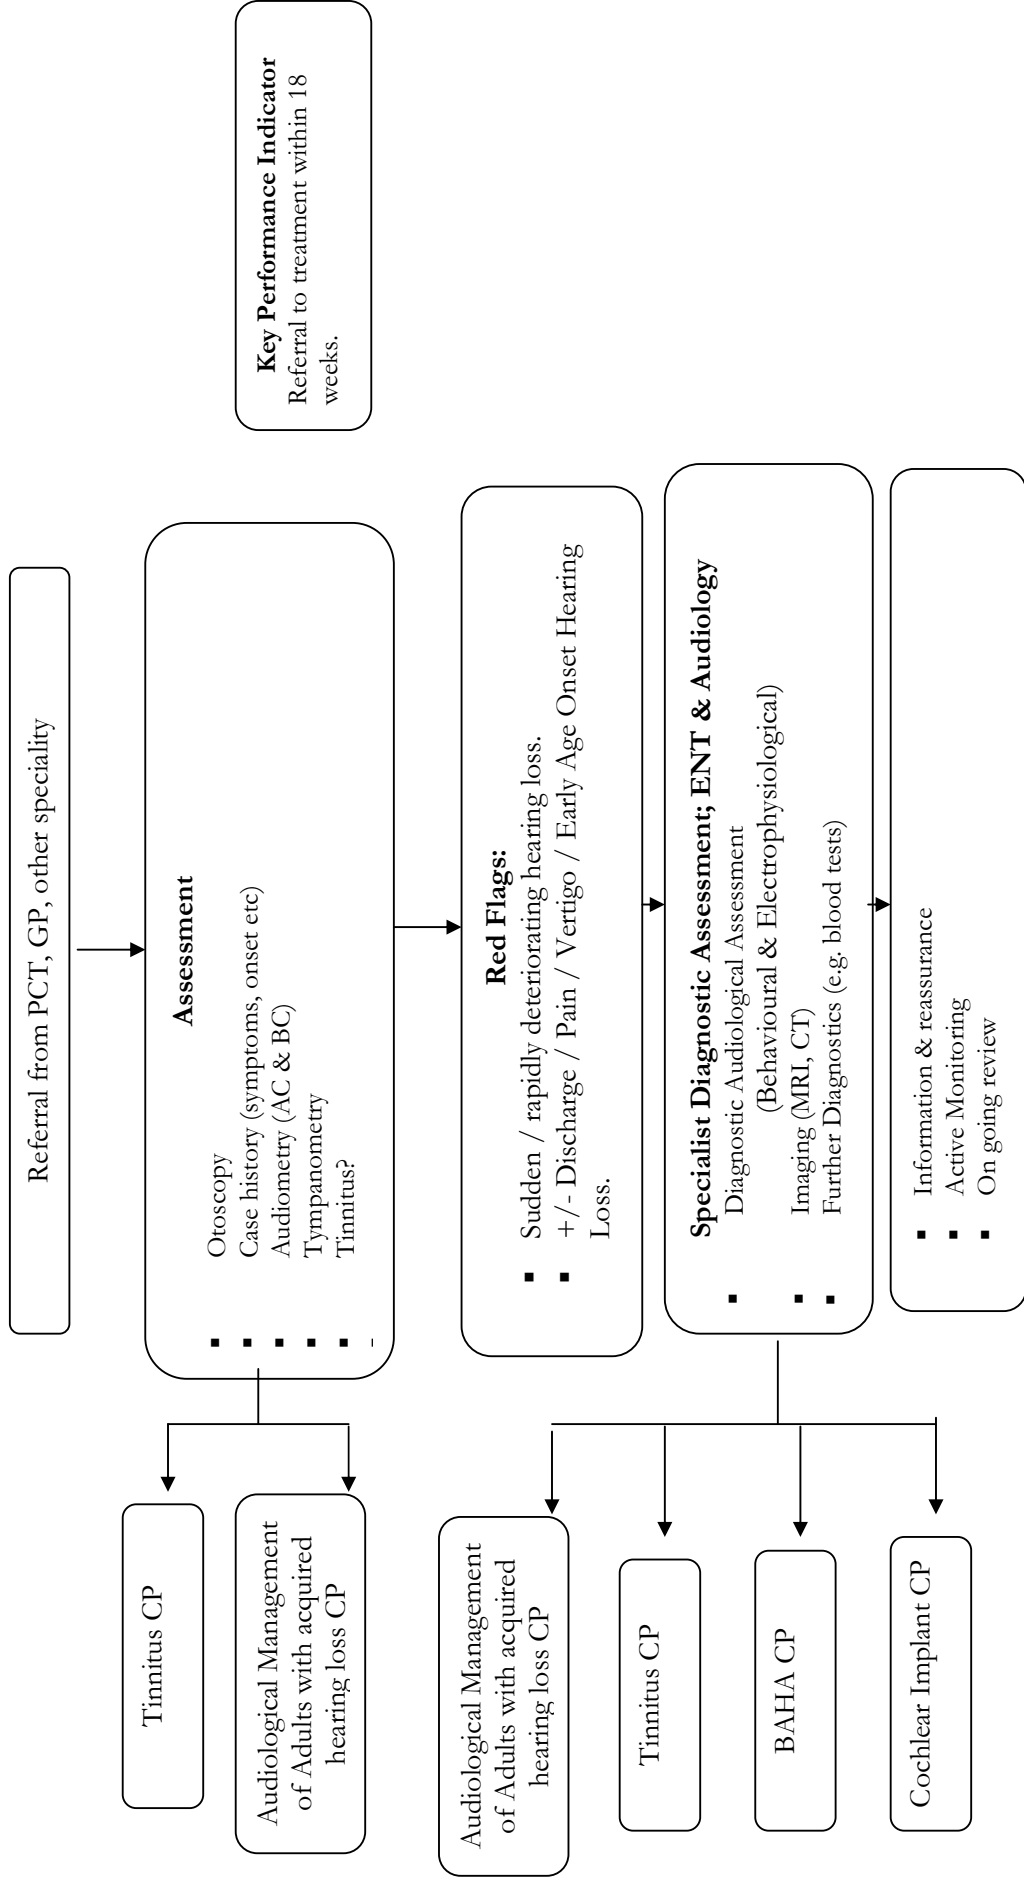 Referral from PCT, GP, other speciality
Key Performance Indicator
Referral to treatment within 18
weeks.
Assessment
▪ Otoscopy
▪ Case history (symptoms, onset etc)
▪ Audiometry (AC & BC)
▪ Tympanometry
▪ Tinnitus?
Tinnitus CP
Audiological Management
of Adults with acquired
hearing loss CP
Red Flags:
▪ Sudden / rapidly deteriorating hearing loss.
▪ +/- Discharge / Pain / Vertigo / Early Age Onset Hearing
Loss.
Specialist Diagnostic Assessment; ENT & Audiology
▪ Diagnostic Audiological Assessment
(Behavioural & Electrophysiological)
▪ Imaging (MRI, CT)
▪ Further Diagnostics (e.g. blood tests)
Audiological Management
of Adults with acquired
hearing loss CP
Tinnitus CP
BAHA CP
Cochlear Implant CP
▪ Information & reassurance
▪ Active Monitoring
▪ On going review